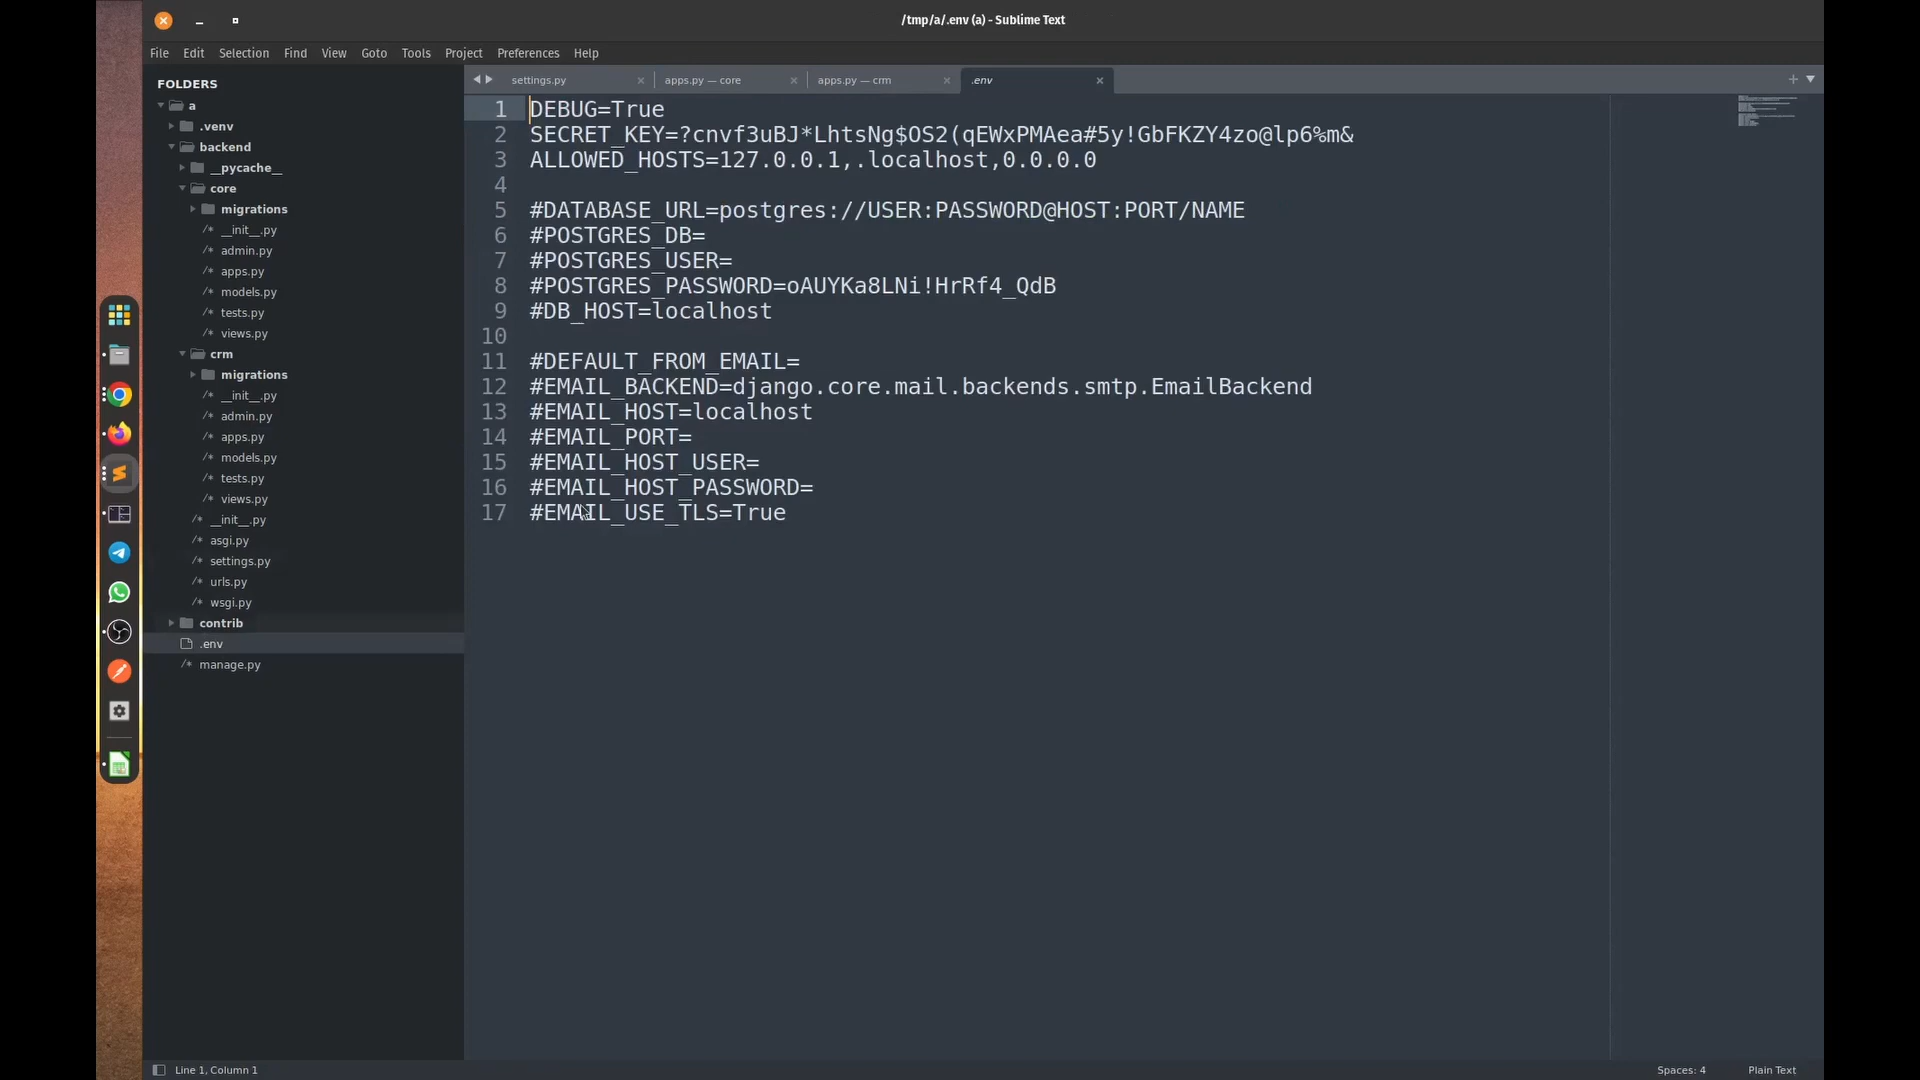 /tmp/a/.env (a) - Sublime Text
File Edit Selection Find View Goto Tools Project Preferences Help
FOLDERS
a
.venv
backend
__pycache__
core
migrations
__init__.py
admin.py
apps.py
models.py
tests.py
views.py
crm
migrations
__init__.py
admin.py
apps.py
models.py
tests.py
views.py
__init__.py
asgi.py
settings.py
urls.py
wsgi.py
contrib
.env
manage.py
settings.py apps.py — core apps.py — crm .env
1 DEBUG=True
2 SECRET_KEY=?cnvf3uBJ*LhtsNg$OS2(qEWxPMAea#5y!GbFKZY4zo@lp6%m&
3 ALLOWED_HOSTS=127.0.0.1,.localhost,0.0.0.0
4
5 #DATABASE_URL=postgres://USER:PASSWORD@HOST:PORT/NAME
6 #POSTGRES_DB=
7 #POSTGRES_USER=
8 #POSTGRES_PASSWORD=oAUYKa8LNi!HrRf4_QdB
9 #DB_HOST=localhost
10
11 #DEFAULT_FROM_EMAIL=
12 #EMAIL_BACKEND=django.core.mail.backends.smtp.EmailBackend
13 #EMAIL_HOST=localhost
14 #EMAIL_PORT=
15 #EMAIL_HOST_USER=
16 #EMAIL_HOST_PASSWORD=
17 #EMAIL_USE_TLS=True
Line 1, Column 1 Spaces: 4 Plain Text